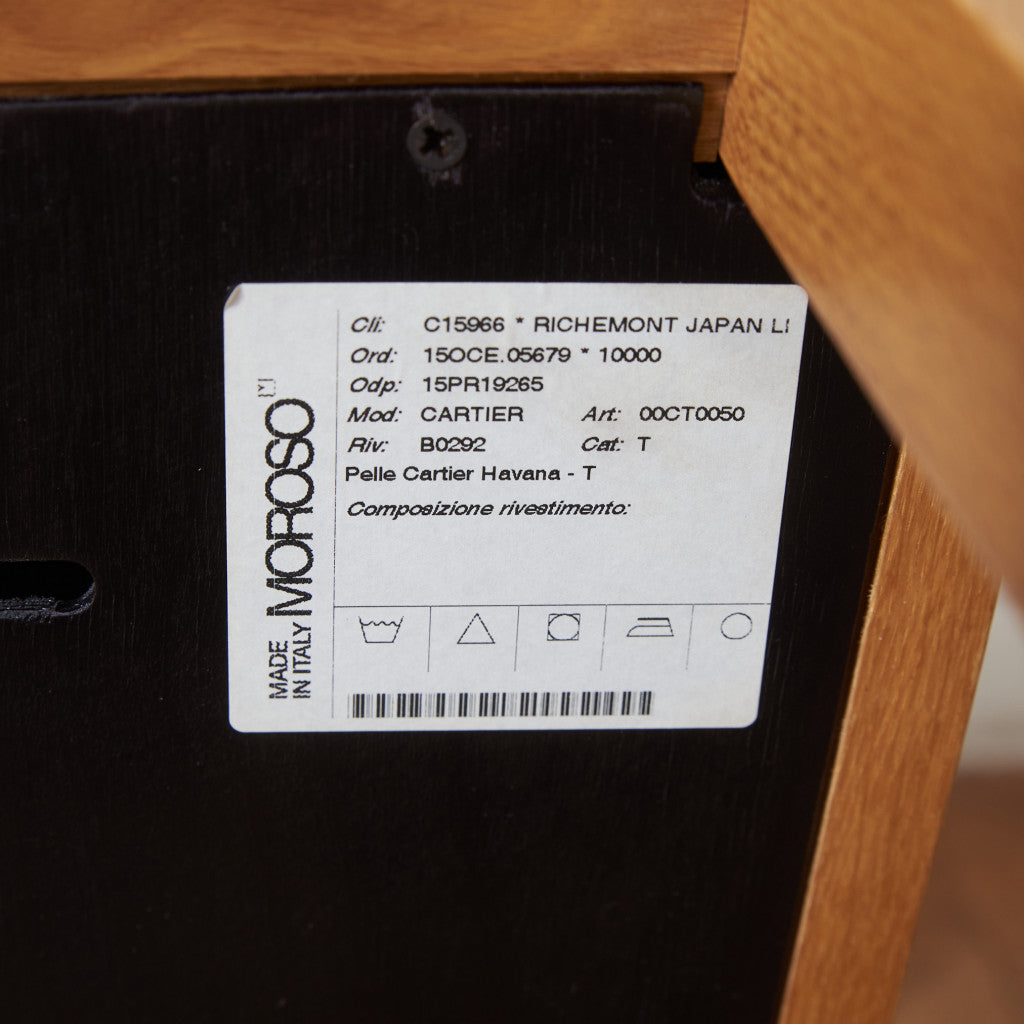 MOROSO
MADE
IN ITALY
Cli: C15966 * RICHEMONT JAPAN LI
Ord: 15OCE.05679 * 10000
Odp: 15PR19265
Mod: CARTIER Art: 00CT0050
Riv: B0292 Cat: T
Pelle Cartier Havana - T
Composizione rivestimento: